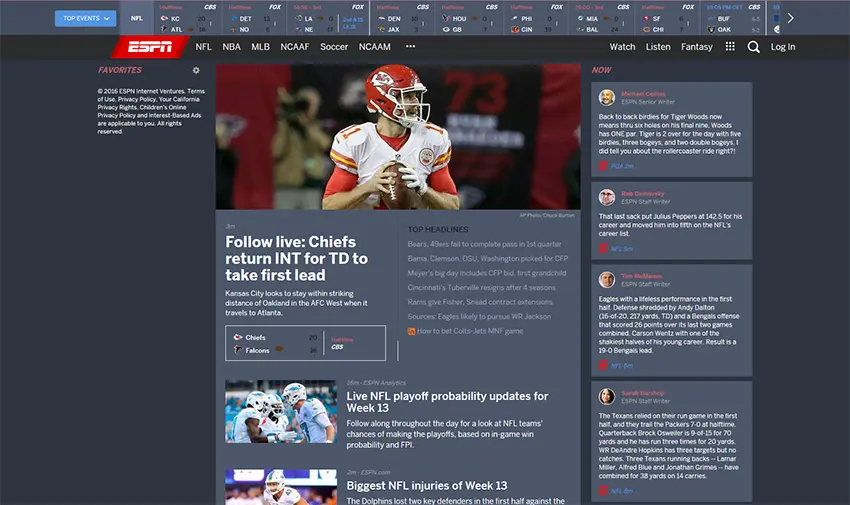 TOP EVENTS
NFL
Halftime CBS
KC 20
ATL 16
Halftime FOX
DET 13
NO 6
FOX
LA
NE
Halftime CBS
DEN 10
JAX 3
Halftime CBS
HOU 0
GB 7
Halftime FOX
PHI 0
CIN 19
CBS
MIA
BAL 24
Halftime FOX
SF 6
CHI 7
CBS
BUF
OAK
ESPN
NFL NBA MLB NCAAF Soccer NCAAM ···
Watch Listen Fantasy Log In
FAVORITES
© 2016 ESPN Internet Ventures. Terms
of Use, Privacy Policy, Your California
Privacy Rights. Children's Online
Privacy Policy and Interest-Based Ads
are applicable to you. All rights
reserved.
CHIEFS
11
AP Photo/Chuck Burton
3m
Follow live: Chiefs
return INT for TD to
take first lead
Kansas City looks to stay within striking
distance of Oakland in the AFC West when it
travels to Atlanta.
Chiefs 20
Falcons 16
Halftime
CBS
TOP HEADLINES
Bears, 49ers fail to complete pass in 1st quarter
Bama, Clemson, OSU, Washington picked for CFP
Meyer's big day includes CFP bid, first grandchild
Cincinnati's Tuberville resigns after 4 seasons
Rams give Fisher, Snead contract extensions
Sources: Eagles likely to pursue WR Jackson
in How to bet Colts-Jets MNF game
15m - ESPN Analytics
Live NFL playoff probability updates for
Week 13
Follow along throughout the day for a look at NFL teams'
chances of making the playoffs, based on in-game win
probability and FPI.
2m - ESPN.com
Biggest NFL injuries of Week 13
The Dolphins lost two key defenders in the first half against the
NOW
Michael Collins
ESPN Senior Writer
Back to back birdies for Tiger Woods now
means thru six holes on his final nine, Woods
has ONE par. Tiger is 2 over for the day with five
birdies, three bogeys, and two double bogeys. I
did tell you about the rollercoaster ride right?!
PGA 2m
Rob Demovsky
ESPN Staff Writer
That last sack put Julius Peppers at 142.5 for his
career and moved him into fifth on the NFL's
career list.
NFL 5m
Tim McManus
ESPN Staff Writer
Eagles with a lifeless performance in the first
half. Defense shredded by Andy Dalton
(16-of-20, 217 yards, TD) and a Bengals offense
that scored 26 points over its last two games
combined. Carson Wentz with one of the
shakiest halves of his young career. Result is a
19-0 Bengals lead.
NFL 6m
Sarah Barshop
ESPN Staff Writer
The Texans relied on their run game in the first
half, and they trail the Packers 7-0 at halftime.
Quarterback Brock Osweiler is 9-of-15 for 70
yards and he has run three times for 20 yards.
WR DeAndre Hopkins has three targets but no
catches. Three Texans running backs -- Lamar
Miller, Alfred Blue and Jonathan Grimes -- have
combined for 38 yards on 14 carries.
NFL 8m